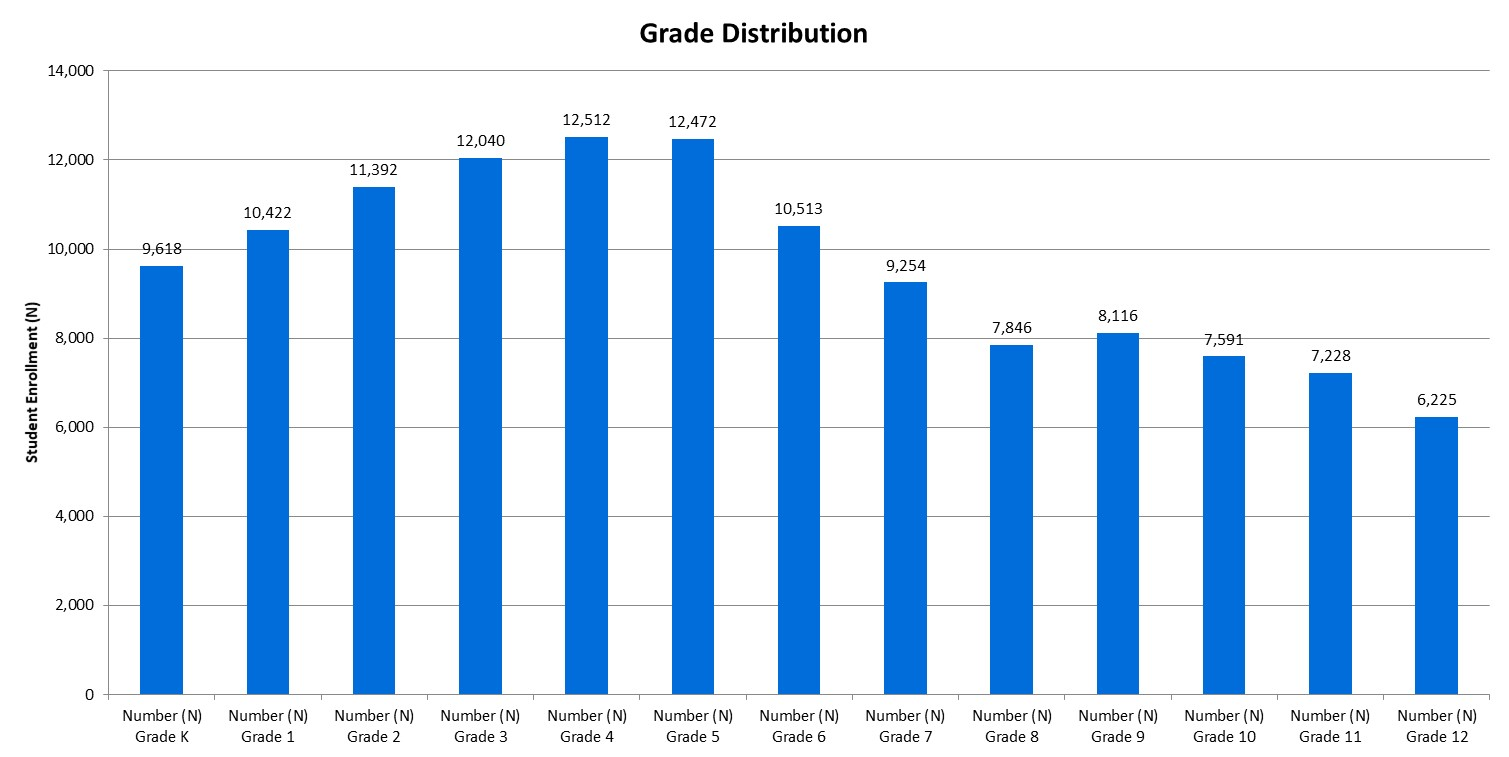 Grade Distribution
14,000
12,000
10,000
8,000
6,000
4,000
2,000
0
Student Enrollment (N)
9,618
10,422
11,392
12,040
12,512
12,472
10,513
9,254
7,846
8,116
7,591
7,228
6,225
Number (N)
Grade K
Number (N)
Grade 1
Number (N)
Grade 2
Number (N)
Grade 3
Number (N)
Grade 4
Number (N)
Grade 5
Number (N)
Grade 6
Number (N)
Grade 7
Number (N)
Grade 8
Number (N)
Grade 9
Number (N)
Grade 10
Number (N)
Grade 11
Number (N)
Grade 12